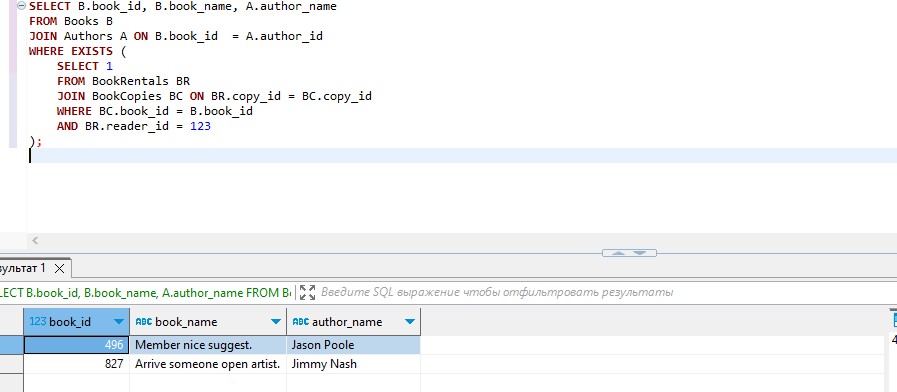 SELECT B.book_id, B.book_name, A.author_name
FROM Books B
JOIN Authors A ON B.book_id  = A.author_id
WHERE EXISTS (
    SELECT 1
    FROM BookRentals BR
    JOIN BookCopies BC ON BR.copy_id = BC.copy_id
    WHERE BC.book_id = B.book_id
    AND BR.reader_id = 123
);
зультат 1
LECT B.book_id, B.book_name, A.author_name FROM Bo Введите SQL выражение чтобы отфильтровать результаты
123 book_id ABC book_name ABC author_name
496 Member nice suggest. Jason Poole
827 Arrive someone open artist. Jimmy Nash